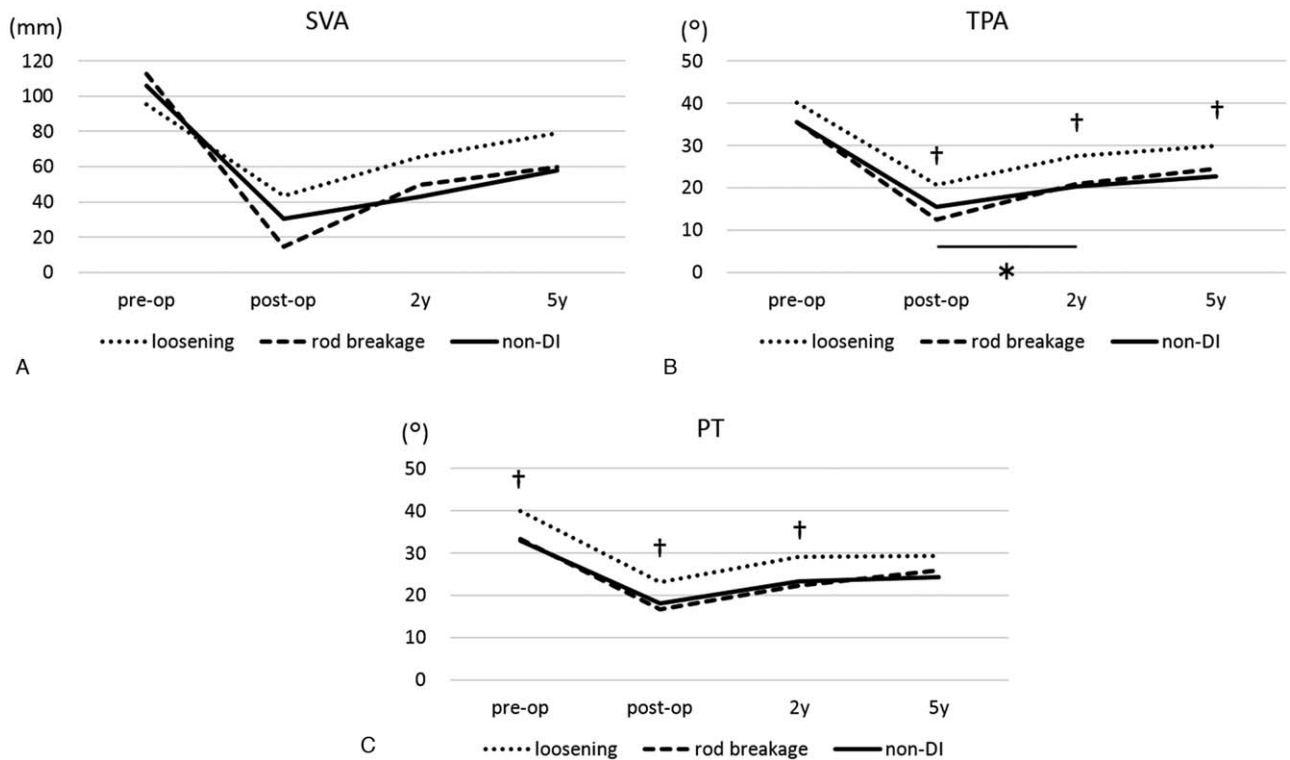 SVA
(mm)
120
100
80
60
40
20
0
pre-op post-op 2y 5y
loosening rod breakage non-DI
A
TPA
(°)
50
40
30
20
10
0
† † †
*
pre-op post-op 2y 5y
loosening rod breakage non-DI
B
PT
(°)
50
40
30
20
10
0
† † †
pre-op post-op 2y 5y
loosening rod breakage non-DI
C